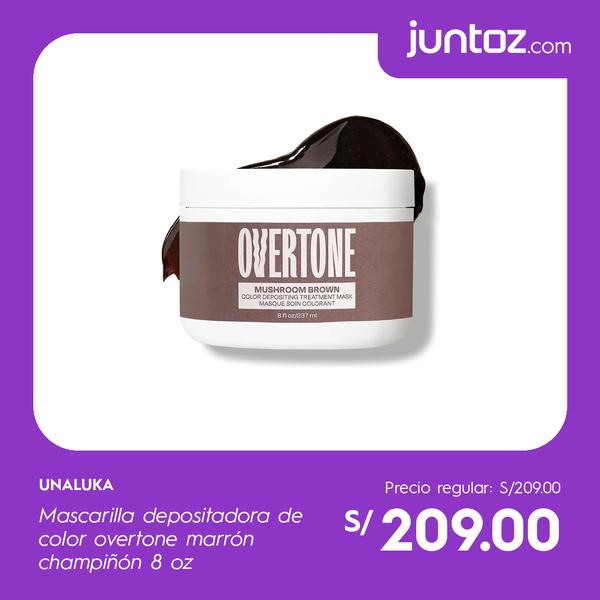 juntoz.com
OVERTONE
MUSHROOM BROWN
COLOR DEPOSITING TREATMENT MASK
MASQUE SOIN COLORANT
8 fl oz/237 ml
UNALUKA
Mascarilla depositadora de
color overtone marrón
champiñón 8 oz
Precio regular: S/209.00
S/ 209.00